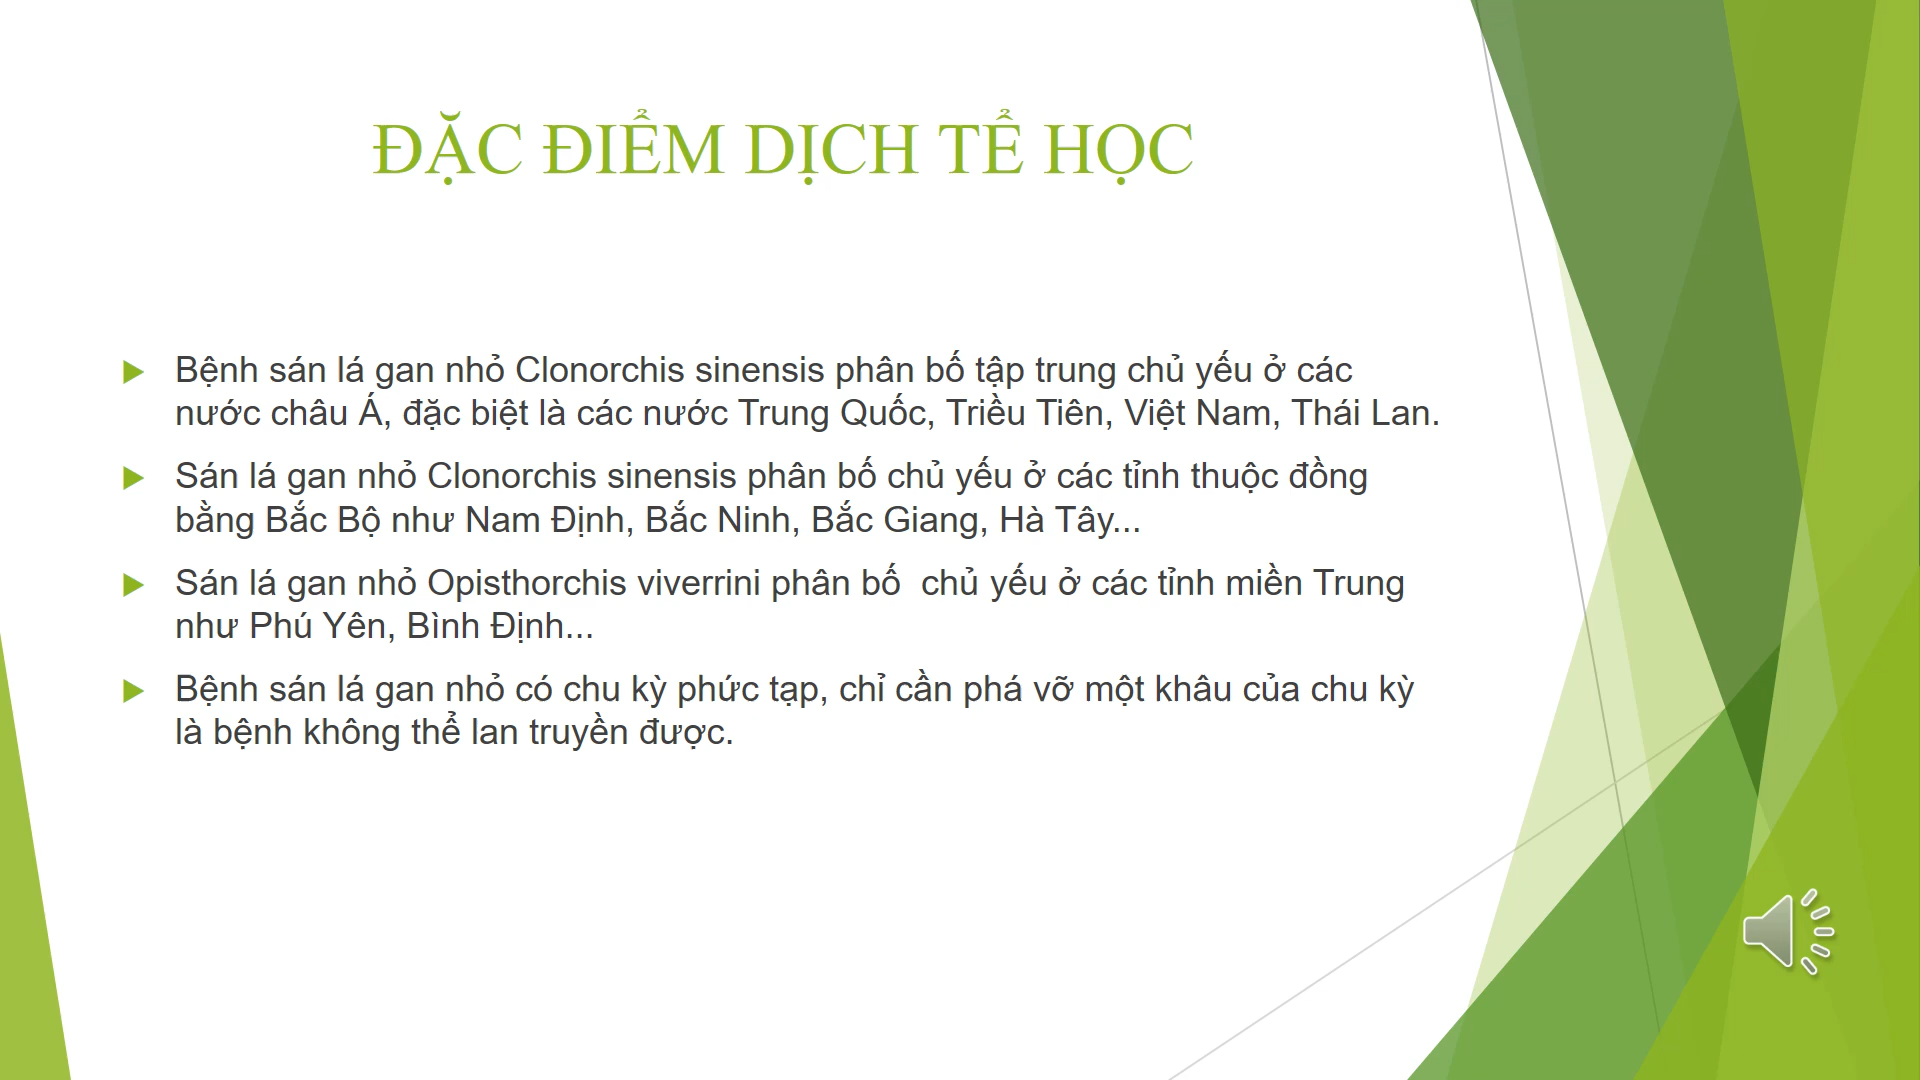 ĐẶC ĐIỂM DỊCH TỂ HỌC
Bệnh sán lá gan nhỏ Clonorchis sinensis phân bố tập trung chủ yếu ở các
nước châu Á, đặc biệt là các nước Trung Quốc, Triều Tiên, Việt Nam, Thái Lan.
Sán lá gan nhỏ Clonorchis sinensis phân bố chủ yếu ở các tỉnh thuộc đồng
bằng Bắc Bộ như Nam Định, Bắc Ninh, Bắc Giang, Hà Tây...
Sán lá gan nhỏ Opisthorchis viverrini phân bố  chủ yếu ở các tỉnh miền Trung
như Phú Yên, Bình Định...
Bệnh sán lá gan nhỏ có chu kỳ phức tạp, chỉ cần phá vỡ một khâu của chu kỳ
là bệnh không thể lan truyền được.